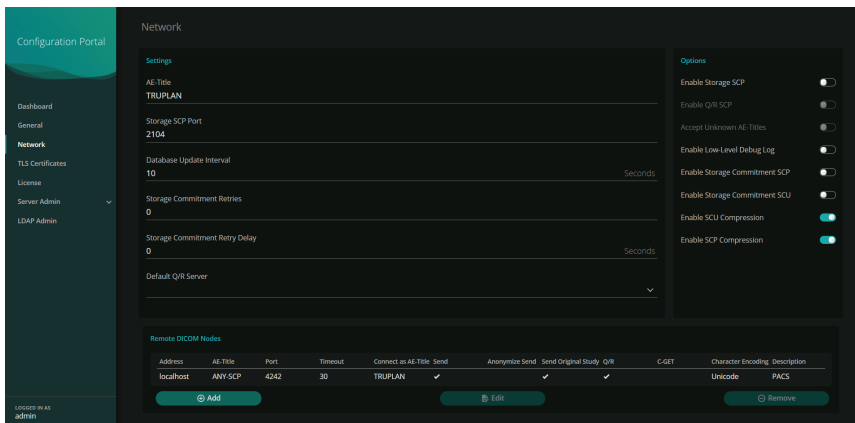 Configuration Portal
Dashboard
General
Network
TLS Certificates
License
Server Admin
LDAP Admin
LOGGED IN AS
admin
Network
Settings
AE-Title
TRUPLAN
Storage SCP Port
2104
Database Update Interval
10 Seconds
Storage Commitment Retries
0
Storage Commitment Retry Delay
0 Seconds
Default Q/R Server
Options
Enable Storage SCP
Enable Q/R SCP
Accept Unknown AE-Titles
Enable Low-Level Debug Log
Enable Storage Commitment SCP
Enable Storage Commitment SCU
Enable SCU Compression
Enable SCP Compression
Remote DICOM Nodes
Address AE-Title Port Timeout Connect as AE-Title Send Anonymize Send Send Original Study Q/R C-GET Character Encoding Description
localhost ANY-SCP 4242 30 TRUPLAN ✔ ✔ ✔ Unicode PACS
Add Edit Remove